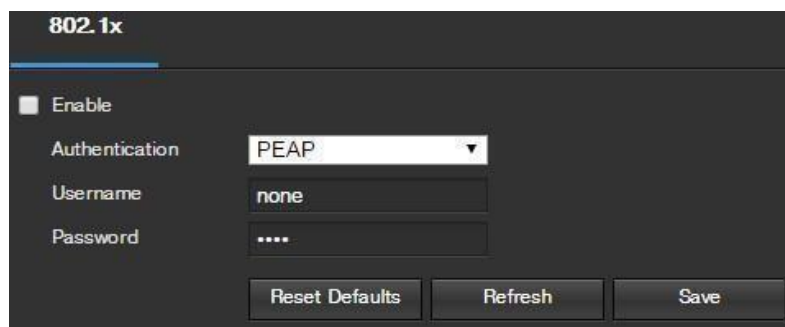 802.1x
Enable
Authentication PEAP
Username none
Password ••••
Reset Defaults Refresh Save